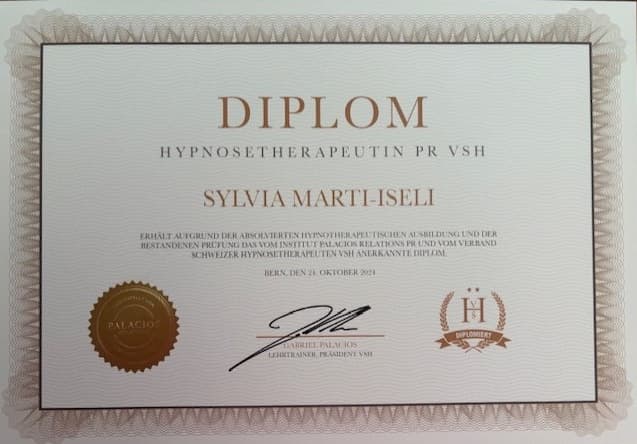 DIPLOM
HYPNOSETHERAPEUTIN PR VSH
SYLVIA MARTI-ISELI
ERHÄLT AUFGRUND DER ABSOLVIERTEN HYPNOTHERAPEUTISCHEN AUSBILDUNG UND DER
BESTANDENEN PRÜFUNG DAS VOM INSTITUT PALACIOS RELATIONS PR UND VOM VERBAND
SCHWEIZER HYPNOSETHERAPEUTEN VSH ANERKANNTE DIPLOM.
BERN, DEN 21. OKTOBER 2021
PALACIOS
GABRIEL PALACIOS
LEHRTRAINER, PRÄSIDENT VSH
VSH
DIPLOMIERT